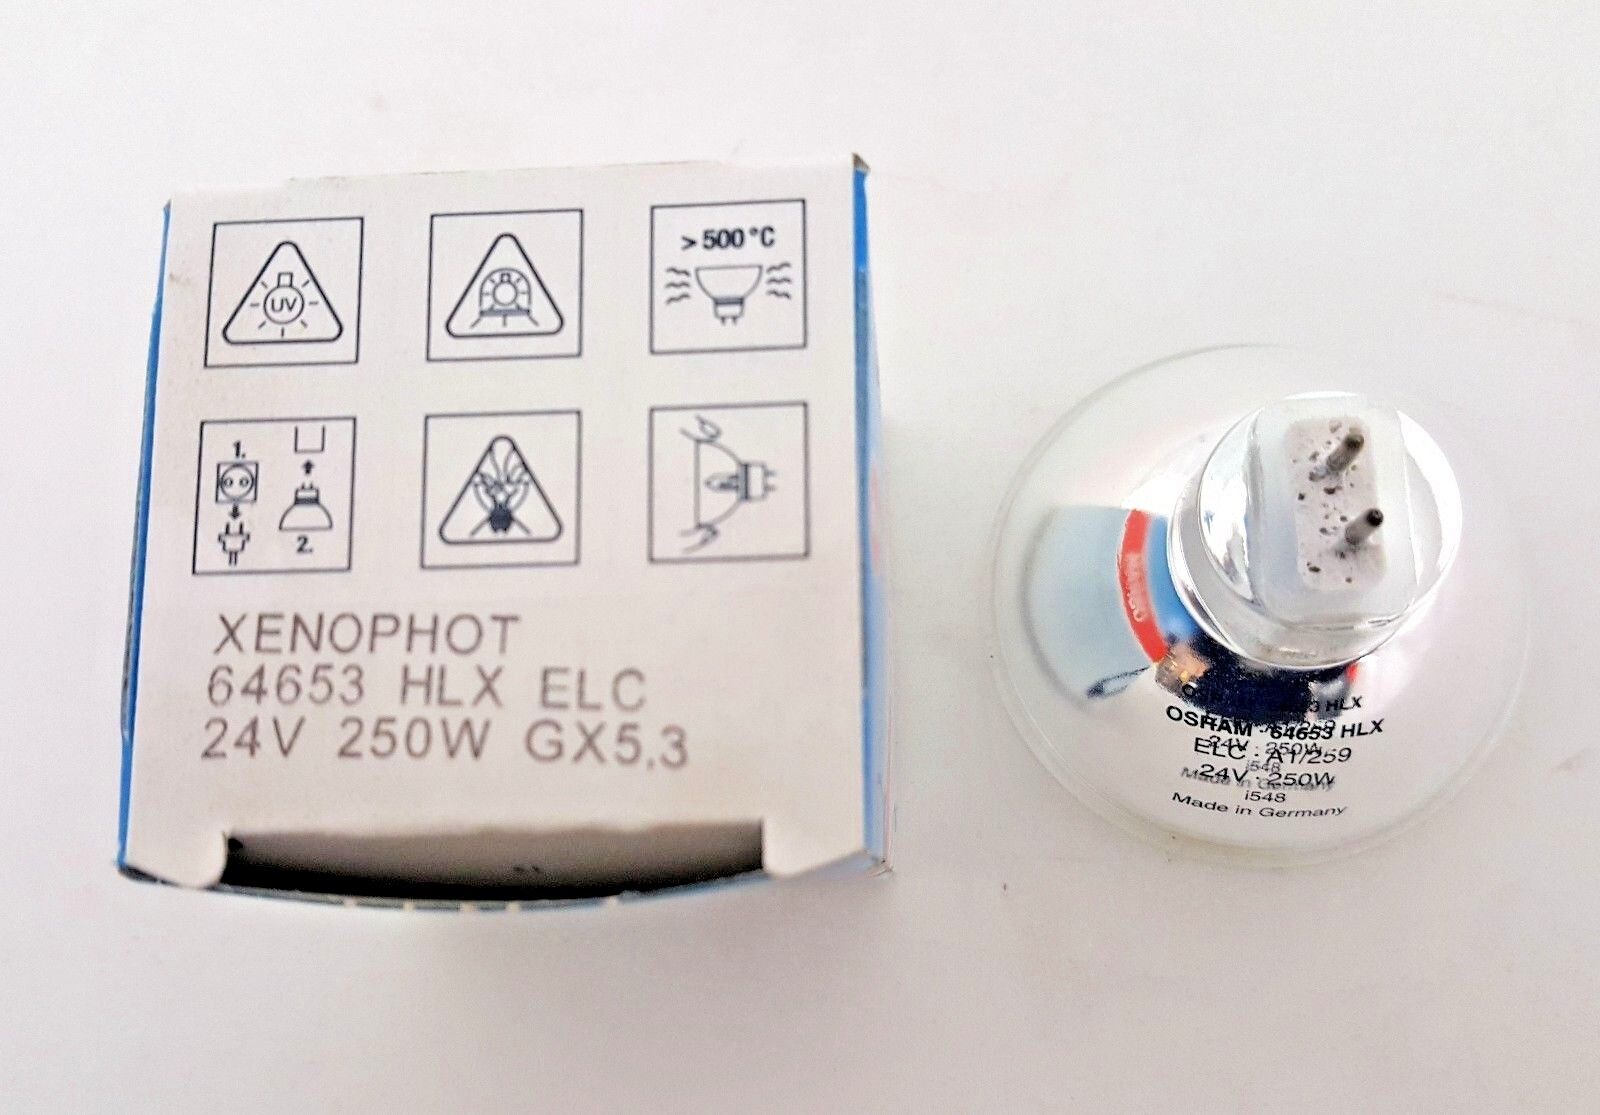 UV
> 500 °C
1.
2.
XENOPHOT
64653 HLX ELC
24V 250W GX5.3
OSRAM · 64653 HLX
ELC · A1/259
24V · 250W
i548
Made in Germany